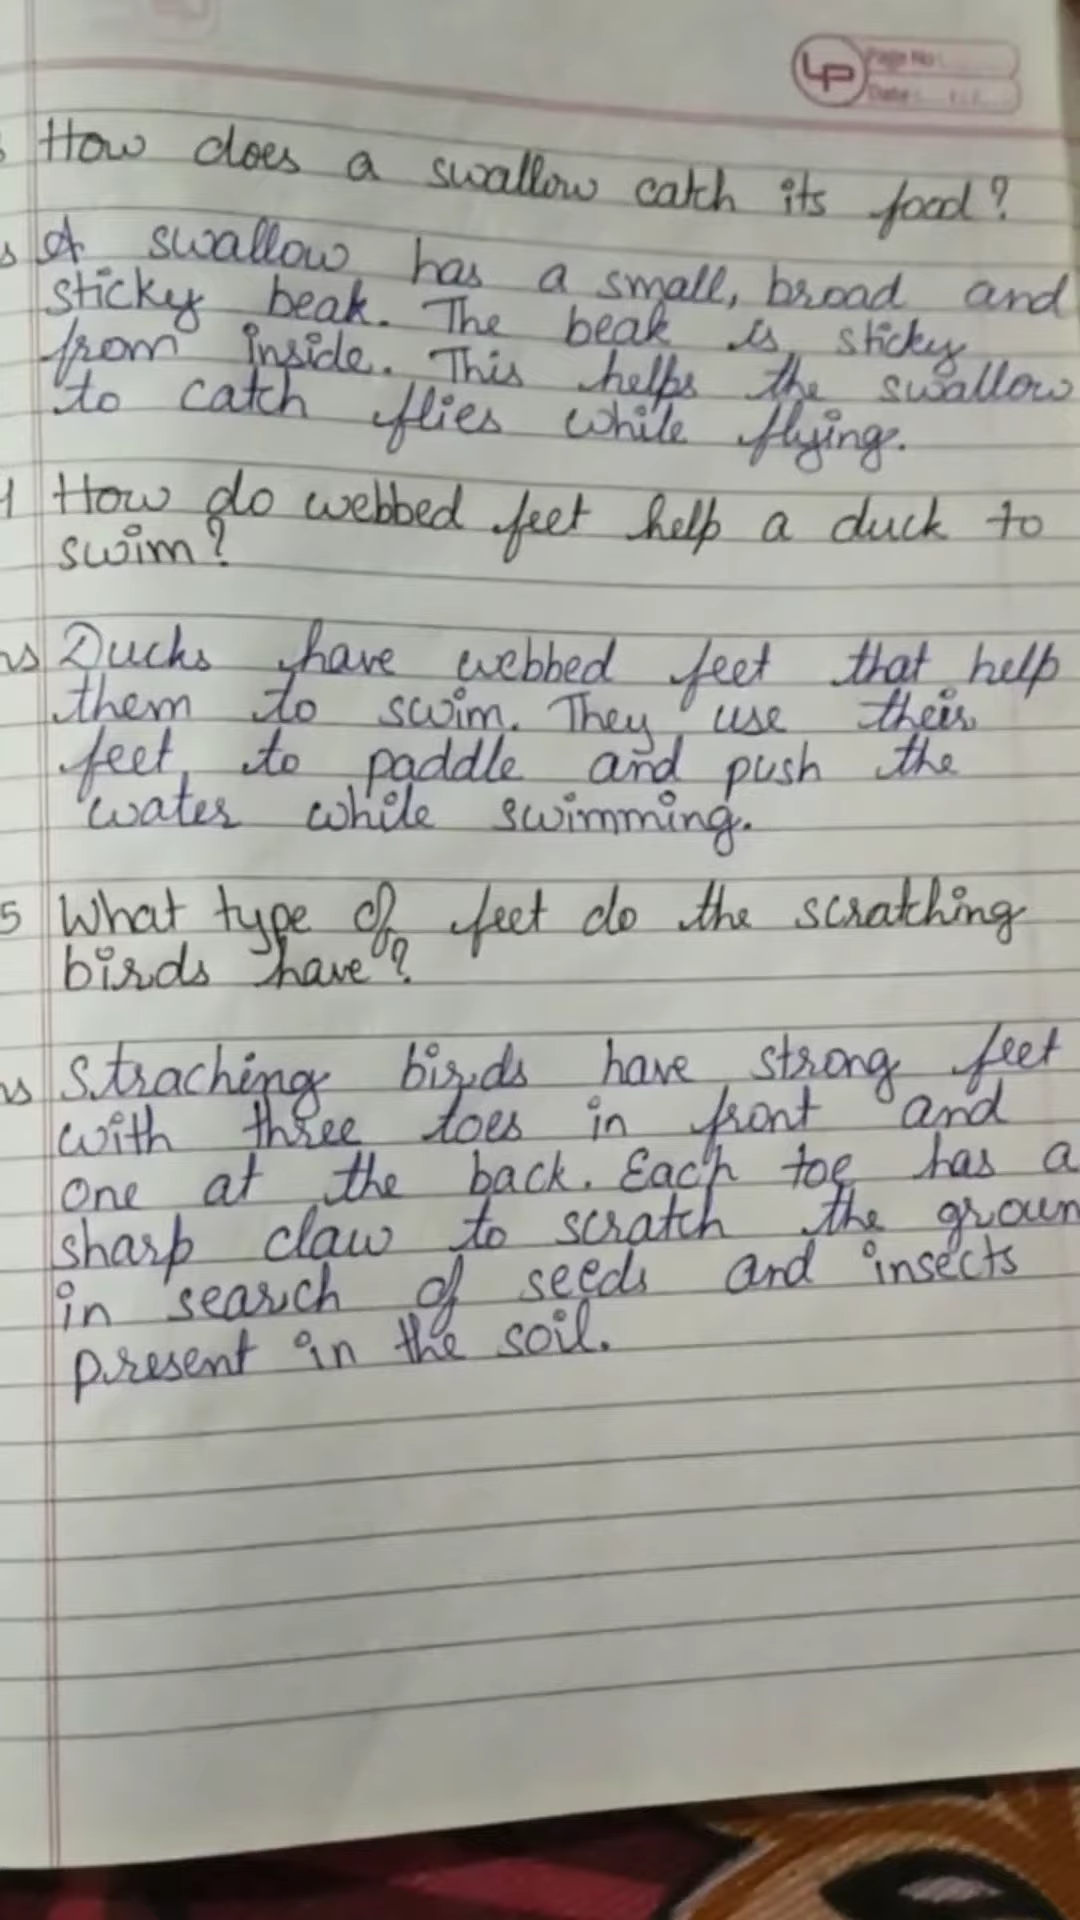 LP Page No:
Date:
How does a swallow catch its food?
A swallow has a small, broad and
sticky beak. The beak is sticky
from inside. This helps the swallow
to catch flies while flying.
How do webbed feet help a duck to
swim?
Ducks have webbed feet that help
them to swim. They use their
feet to paddle and push the
water while swimming.
5 What type of feet do the scratching
birds have?
Straching birds have strong feet
with three toes in front and
one at the back. Each toe has a
sharp claw to scratch the groun
in search of seeds and insects
present in the soil.